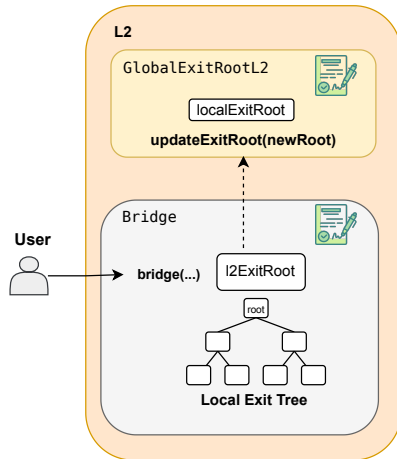 L2
GlobalExitRootL2
localExitRoot
updateExitRoot(newRoot)
Bridge
User
bridge(...)
l2ExitRoot
root
Local Exit Tree